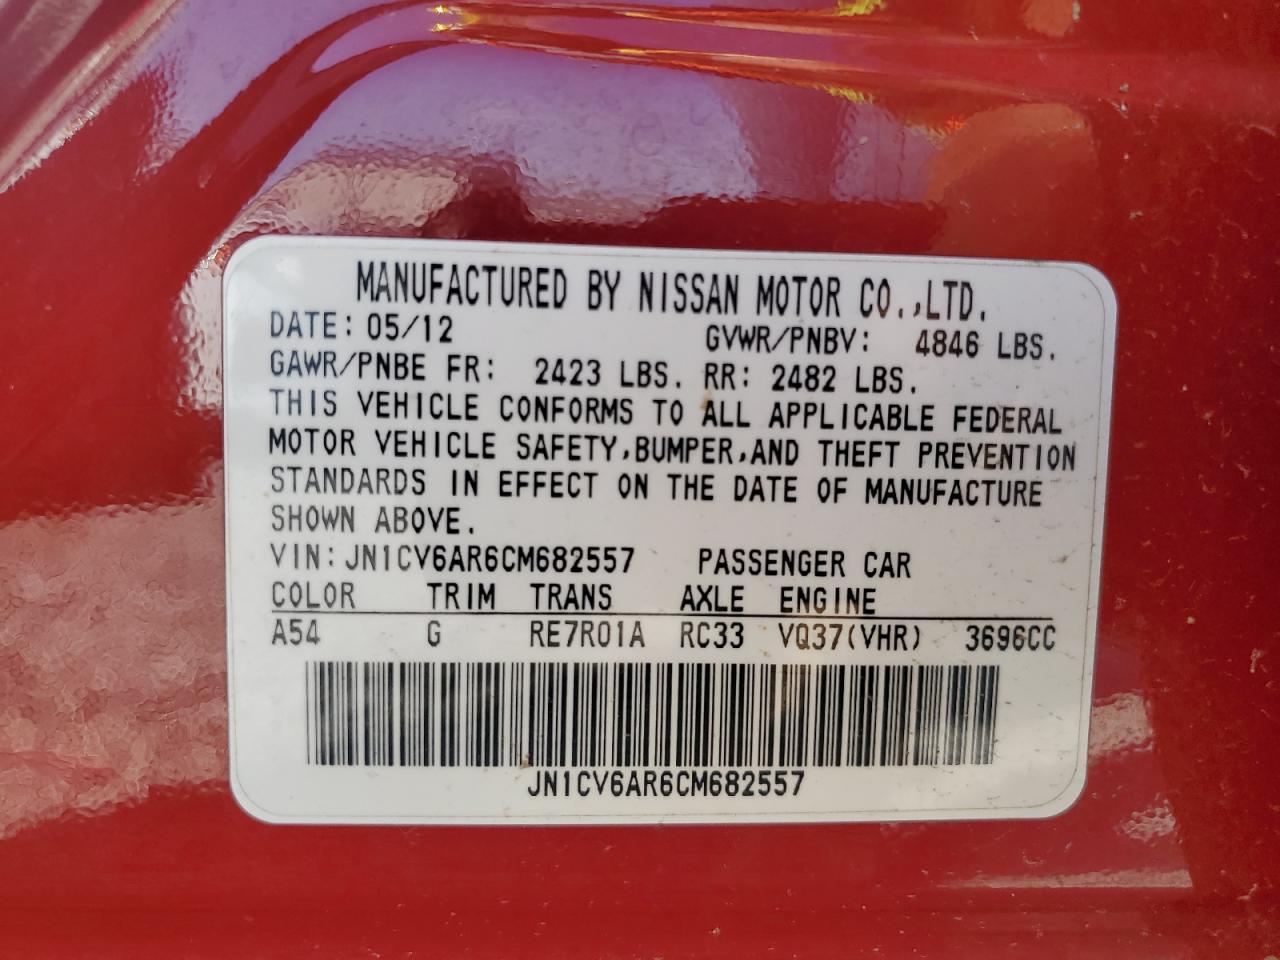 MANUFACTURED BY NISSAN MOTOR CO.,LTD.
DATE: 05/12 GVWR/PNBV: 4846 LBS.
GAWR/PNBE FR: 2423 LBS. RR: 2482 LBS.
THIS VEHICLE CONFORMS TO ALL APPLICABLE FEDERAL
MOTOR VEHICLE SAFETY,BUMPER,AND THEFT PREVENTION
STANDARDS IN EFFECT ON THE DATE OF MANUFACTURE
SHOWN ABOVE.
VIN: JN1CV6AR6CM682557 PASSENGER CAR
COLOR TRIM TRANS AXLE ENGINE
A54 G RE7R01A RC33 VQ37(VHR) 3696CC
JN1CV6AR6CM682557